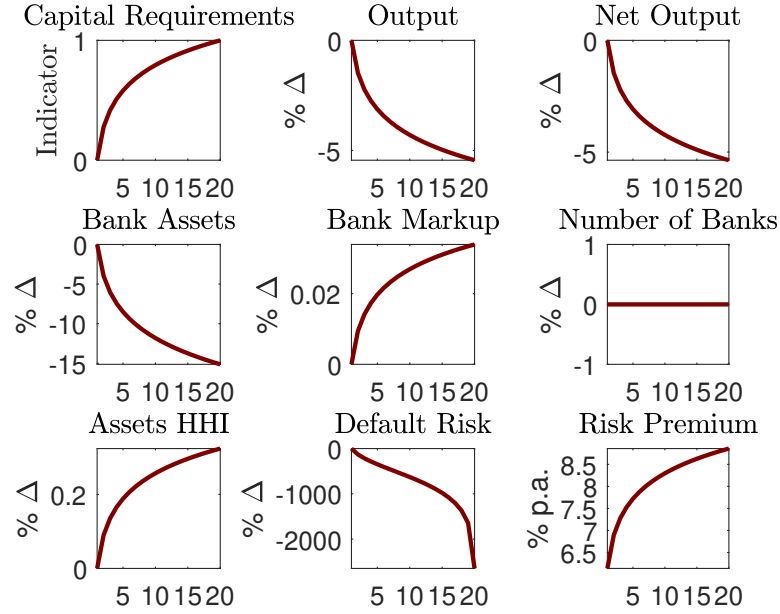 Capital Requirements
Output
Net Output
Indicator
1
0
5 10 15 20
% Δ
0
-5
5 10 15 20
% Δ
0
-5
5 10 15 20
Bank Assets
Bank Markup
Number of Banks
% Δ
0
-5
-10
-15
5 10 15 20
% Δ
0.02
0
5 10 15 20
% Δ
1
0
-1
5 10 15 20
Assets HHI
Default Risk
Risk Premium
% Δ
0.2
0
5 10 15 20
% Δ
0
-1000
-2000
5 10 15 20
% p.a.
8.5
8
7.5
7
6.5
5 10 15 20